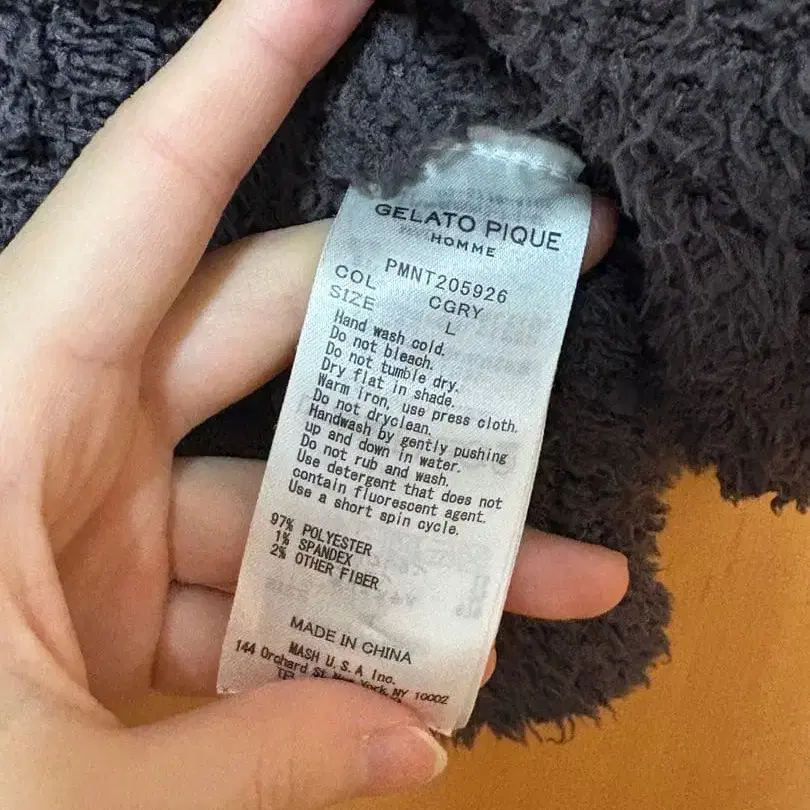 GELATO PIQUE
HOMME
PMNT205926
COL CGRY
SIZE L
Hand wash cold.
Do not bleach.
Do not tumble dry.
Dry flat in shade.
Warm iron, use press cloth.
Do not dryclean.
Handwash by gently pushing
up and down in water.
Do not rub and wash.
Use detergent that does not
contain fluorescent agent.
Use a short spin cycle.
97% POLYESTER
1% SPANDEX
2% OTHER FIBER
MADE IN CHINA
MASH U.S.A Inc.
144 Orchard St New York, NY 10002